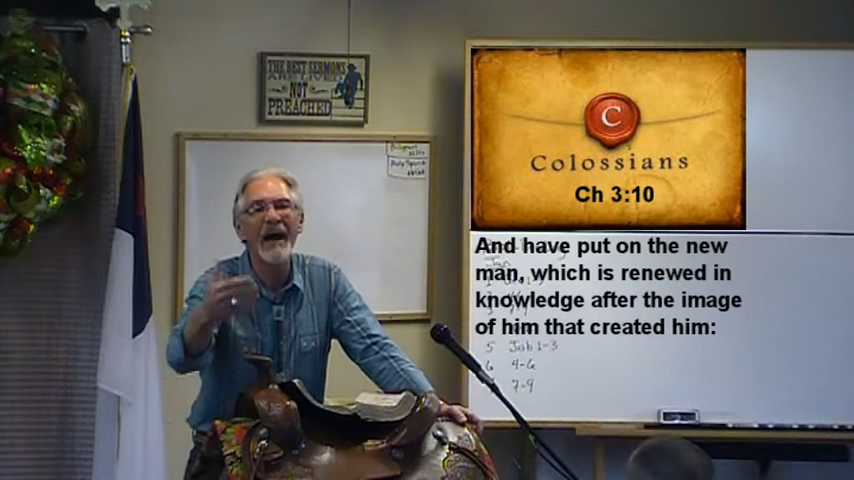 THE BEST SERMONS
ARE LIVED
NOT
PREACHED
C
Colossians
Ch 3:10
And have put on the new
man, which is renewed in
knowledge after the image
of him that created him:
5 Job 1-3
6 4-6
7-9